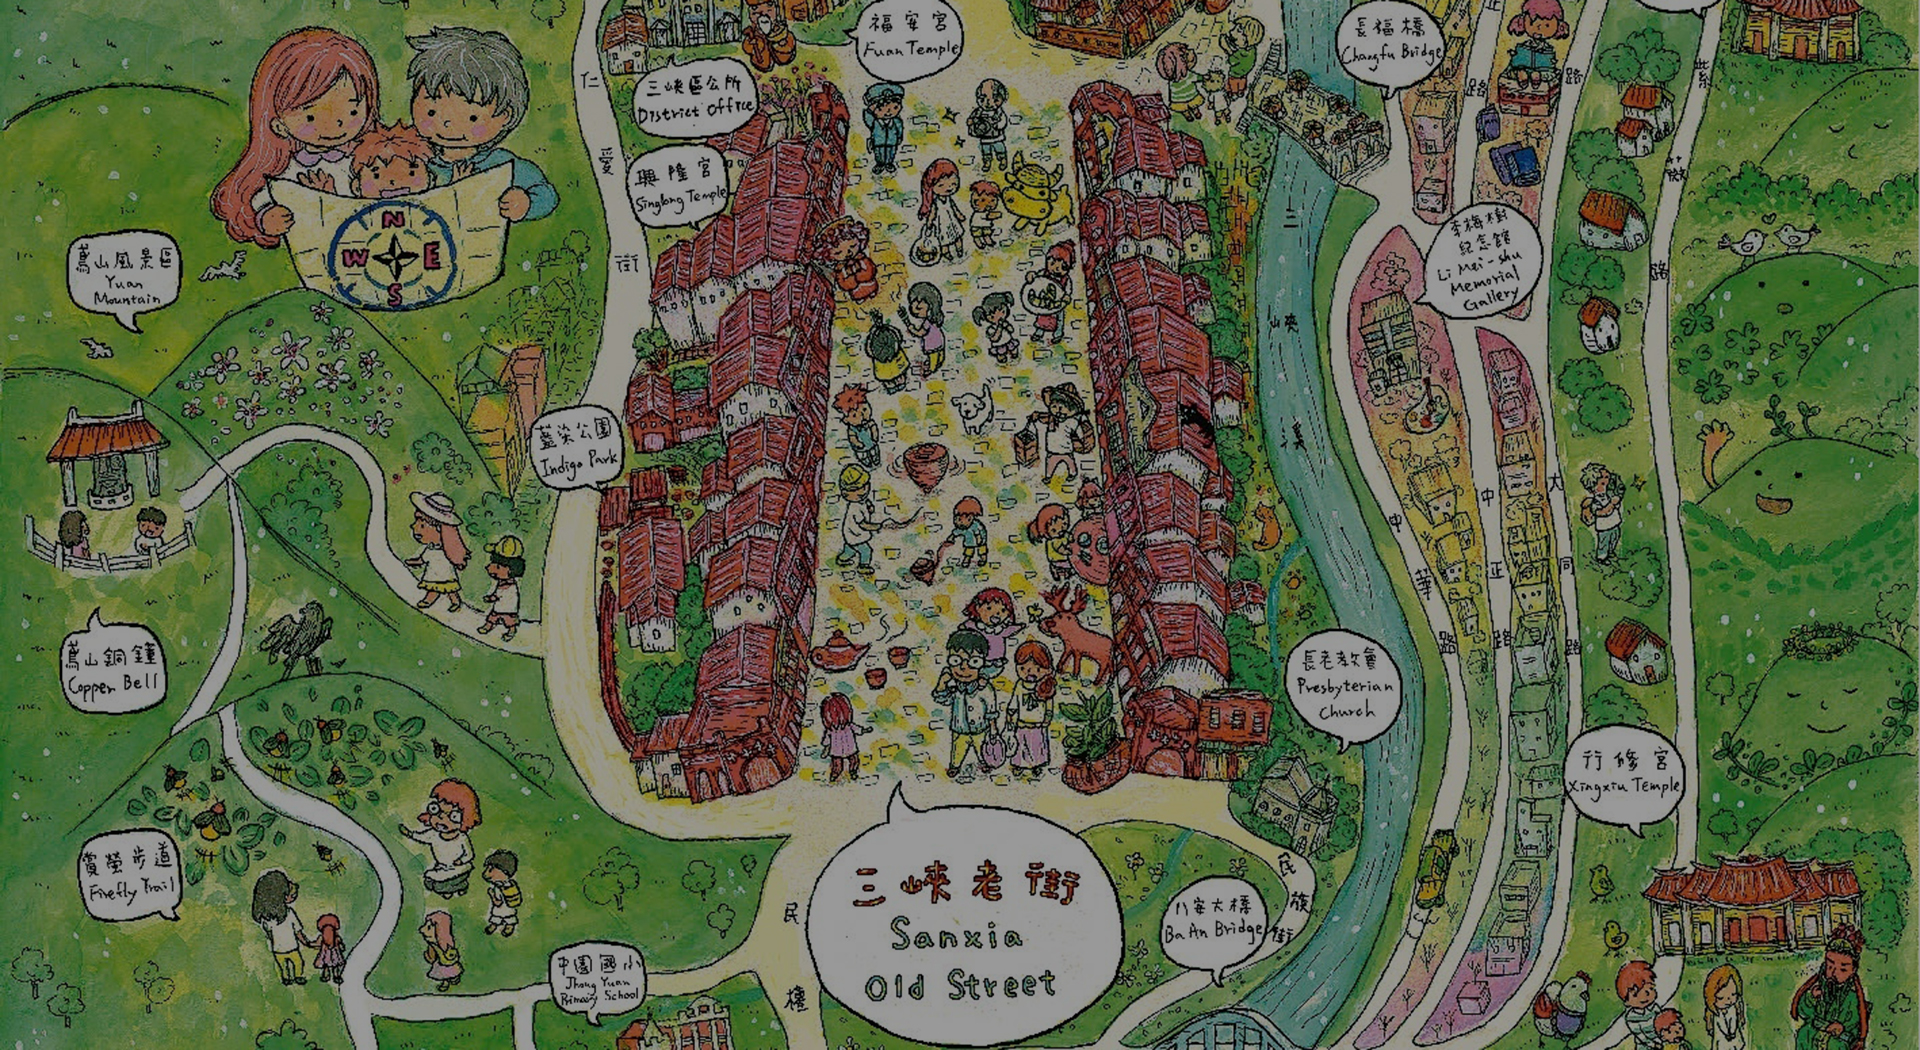 福安宮
Fuan Temple
長福橋
Changfu Bridge
三峽區公所
District Office
興隆宮
Singlong Temple
仁愛街
N
W E
S
鳶山風景區
Yuan
Mountain
李梅樹
紀念館
Li Mei-shu
Memorial
Gallery
三峽溪
藍染公園
Indigo Park
鳶山銅鐘
Copper Bell
中華路
中正路
大同路
長老教會
Presbyterian
Church
行修宮
Xingxiu Temple
賞螢步道
Firefly Trail
三峽老街
Sanxia
Old Street
八安大橋
Ba An Bridge
民族街
民權
中園國小
Jhong Yuan
Primary School